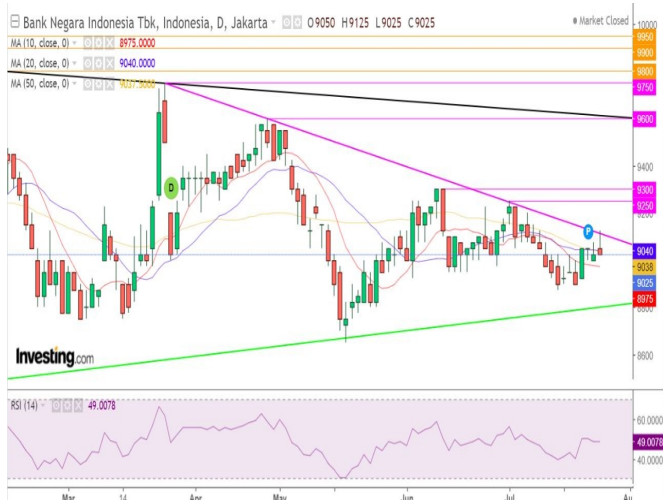 Bank Negara Indonesia Tbk, Indonesia, D, Jakarta O9050 H9125 L9025 C9025
Market Closed
MA (10, close, 0) 8975.0000
MA (20, close, 0) 9040.0000
MA (50, close, 0) 9037.5000
10000
9950
9900
9800
9750
9600
9400
9300
9250
9200
9040
9038
9025
8975
8800
8600
D
P
Investing.com
RSI (14) 49.0078
60.0000
49.0078
40.0000
Mar 14 Apr May Jun Jul Au